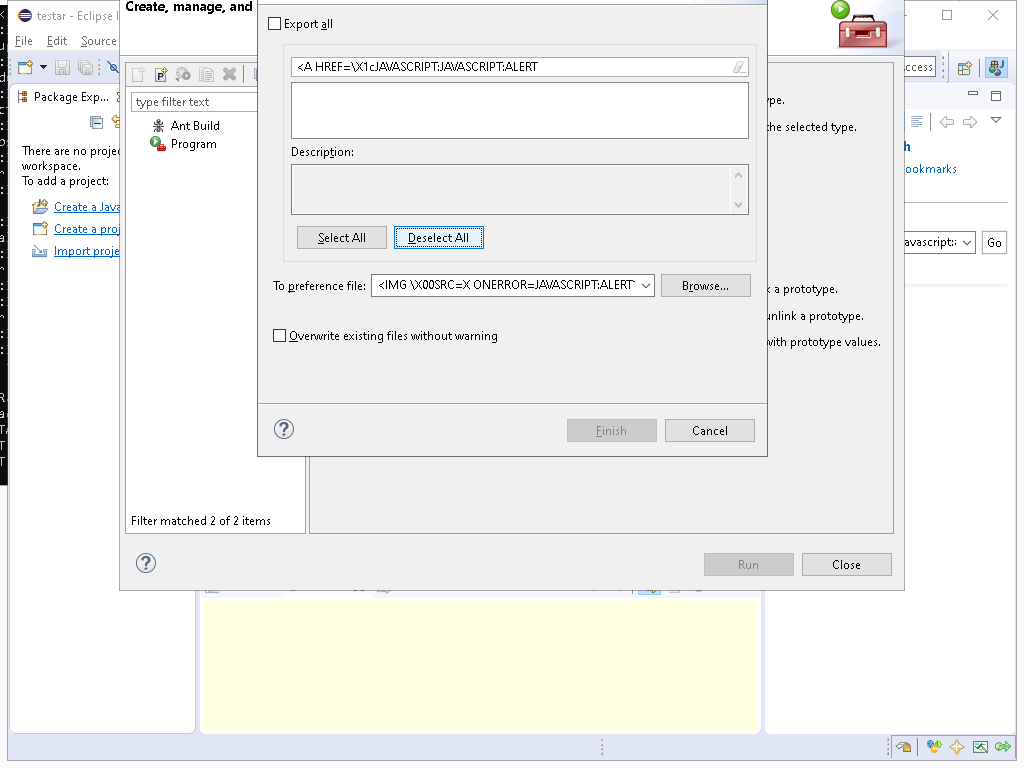 testar - Eclipse I
File Edit Source
Create, manage, and
Export all
<A HREF=\X1cJAVASCRIPT:JAVASCRIPT:ALERT
Description:
Select All
Deselect All
To preference file:
<IMG \X00SRC=X ONERROR=JAVASCRIPT:ALERT
Browse...
Overwrite existing files without warning
Finish
Cancel
type filter text
Ant Build
Program
Filter matched 2 of 2 items
Run
Close
Package Exp...
There are no projec
workspace.
To add a project:
Create a Java
Create a proj
Import proje
ype.
the selected type.
k a prototype.
unlink a prototype.
with prototype values.
ccess
h
ookmarks
avascript:
Go